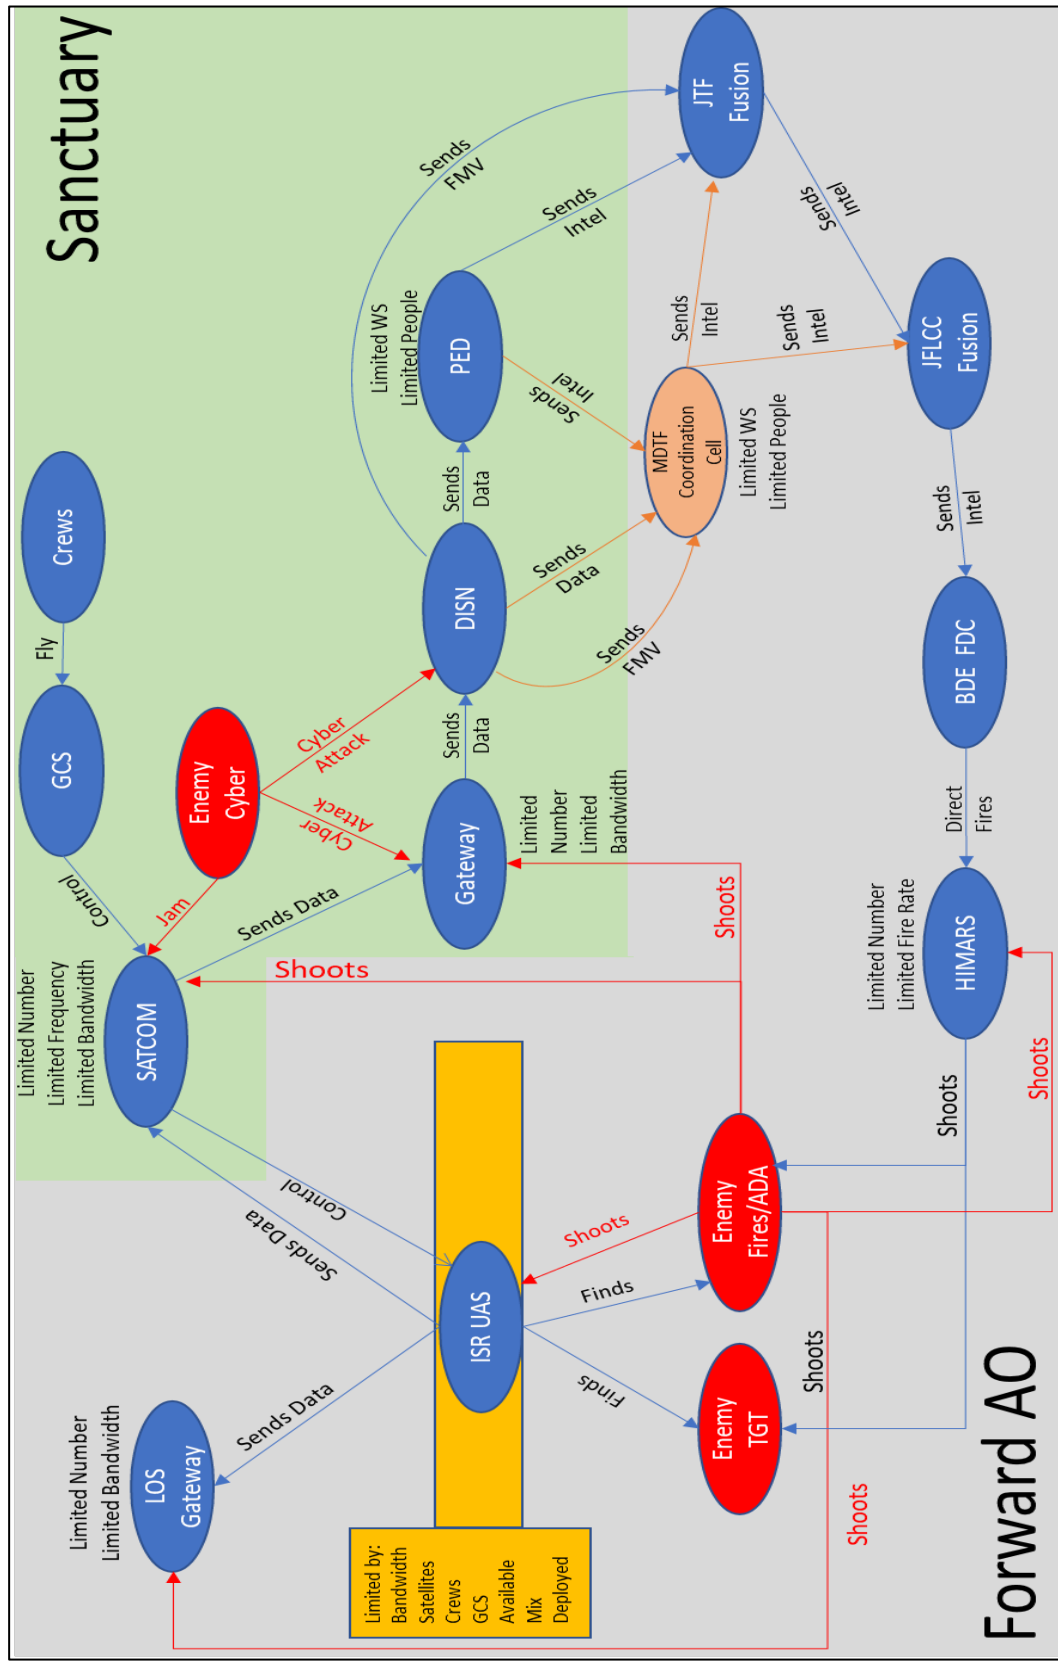 Sanctuary
Crews
Fly
GCS
Control
Limited Number
Limited Frequency
Limited Bandwidth
SATCOM
Enemy
Cyber
Jam
Cyber
Attack
Cyber
Attack
Sends Data
Gateway
Limited
Number
Limited
Bandwidth
Sends
Data
DISN
Sends
Data
Limited WS
Limited People
PED
Sends
FMV
Sends
Intel
Sends
Intel
Sends
Data
Sends
FMV
MDTF
Coordination
Cell
Limited WS
Limited People
Sends
Intel
Sends
Intel
JTF
Fusion
Sends
Intel
JFLCC
Fusion
Sends
Intel
BDE FDC
Direct
Fires
Limited Number
Limited Fire Rate
HIMARS
Shoots
Shoots
Shoots
Shoots
Shoots
Control
Sends Data
Limited Number
Limited Bandwidth
LOS
Gateway
Sends Data
ISR UAS
Limited by:
Bandwidth
Satellites
Crews
GCS
Available
Mix
Deployed
Shoots
Finds
Finds
Enemy
Fires/ADA
Enemy
TGT
Shoots
Shoots
Forward AO